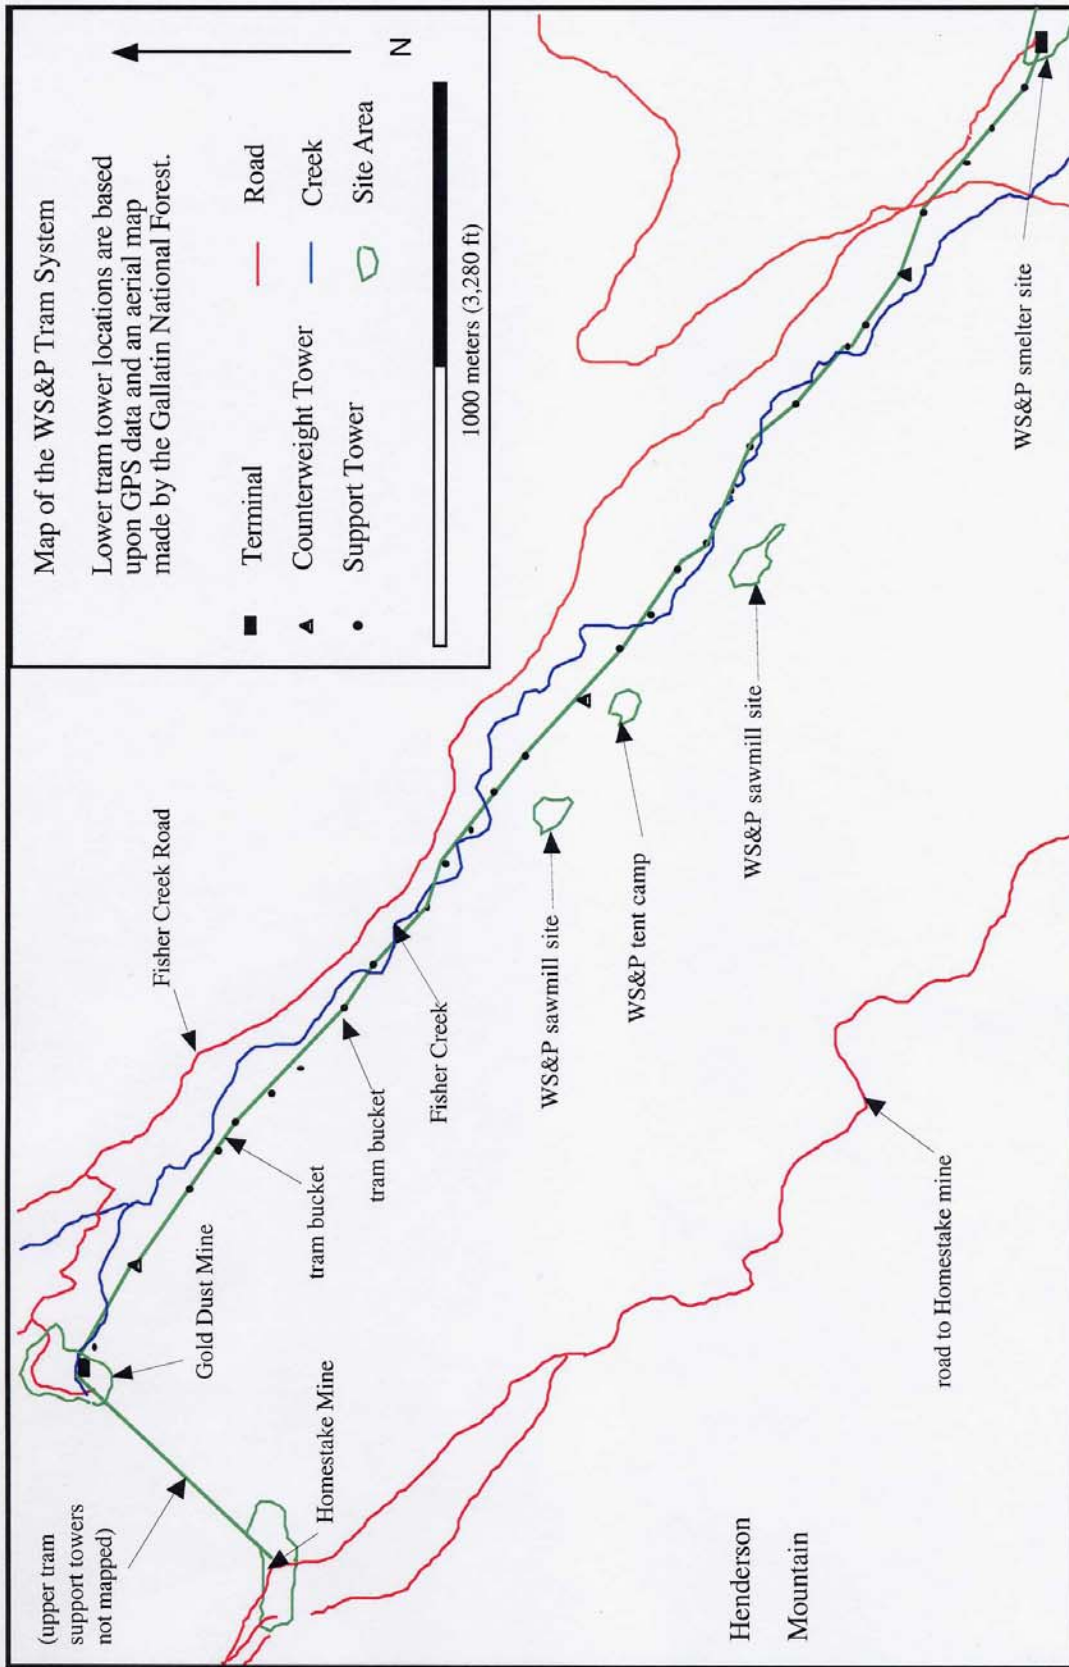 Map of the WS&P Tram System
Lower tram tower locations are based
upon GPS data and an aerial map
made by the Gallatin National Forest.
N
Terminal
Road
Counterweight Tower
Creek
Support Tower
Site Area
1000 meters (3,280 ft)
(upper tram
support towers
not mapped)
Fisher Creek Road
Gold Dust Mine
tram bucket
Homestake Mine
tram bucket
Fisher Creek
WS&P sawmill site
WS&P tent camp
WS&P sawmill site
road to Homestake mine
WS&P smelter site
Henderson
Mountain